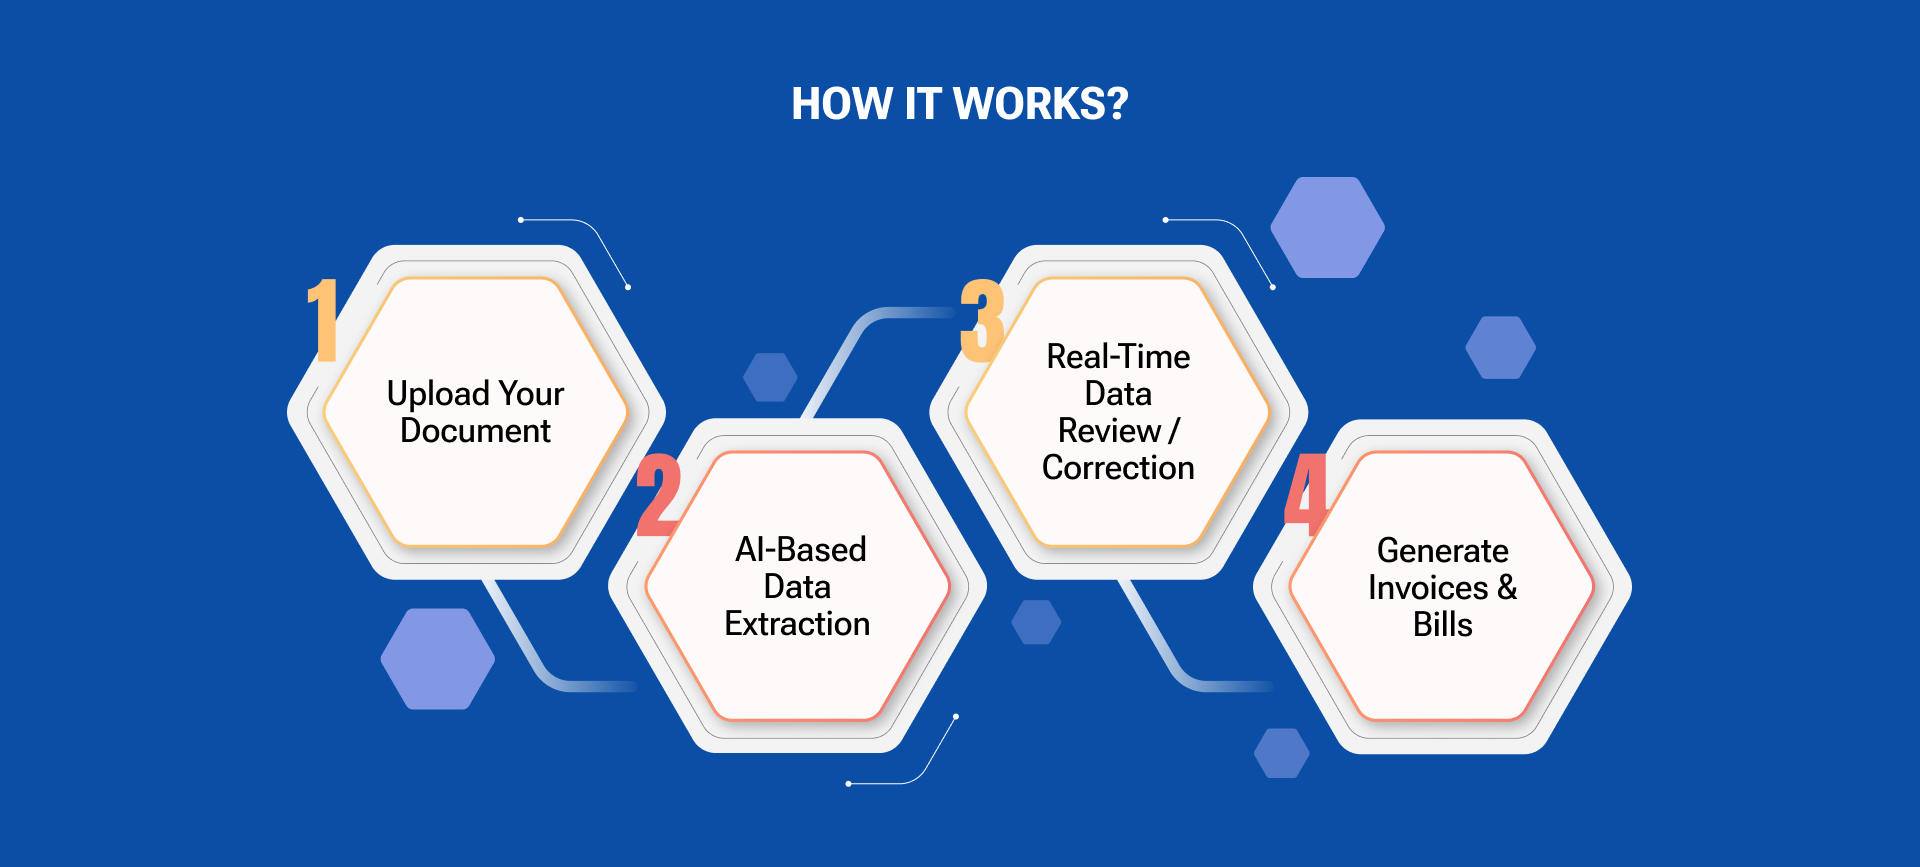 HOW IT WORKS?
1
Upload Your
Document
2
AI-Based
Data
Extraction
3
Real-Time
Data
Review /
Correction
4
Generate
Invoices &
Bills